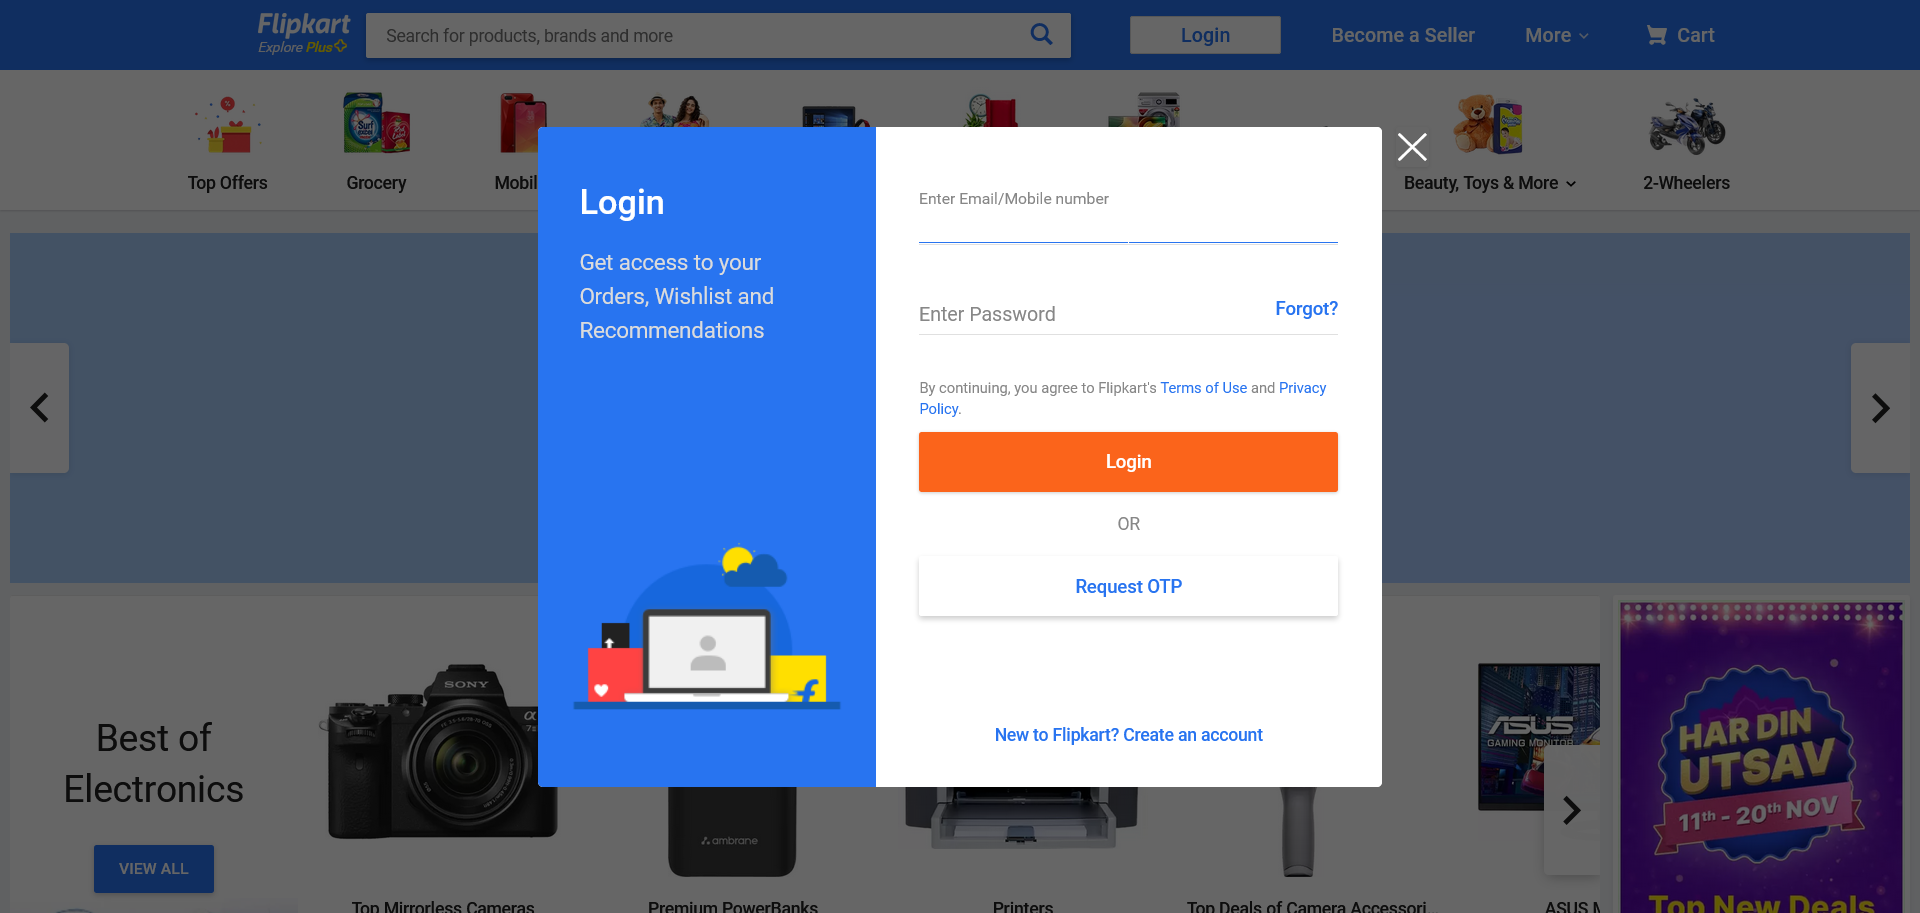 Flipkart
Explore Plus
Search for products, brands and more
Login
Become a Seller
More
Cart
Top Offers
Grocery
Mobil
Beauty, Toys & More
2-Wheelers
Login
Get access to your
Orders, Wishlist and
Recommendations
Enter Email/Mobile number
Enter Password
Forgot?
By continuing, you agree to Flipkart's Terms of Use and Privacy
Policy.
Login
OR
Request OTP
New to Flipkart? Create an account
Best of
Electronics
VIEW ALL
Surf
SONY
α
ambrane
ASUS
GAMING MONITOR
HAR DIN
UTSAV
11th - 20th NOV
Top New Deals
Top Mirrorless Cameras
Premium PowerBanks
Printers
Top Deals of Camera Accessori...
ASUS M